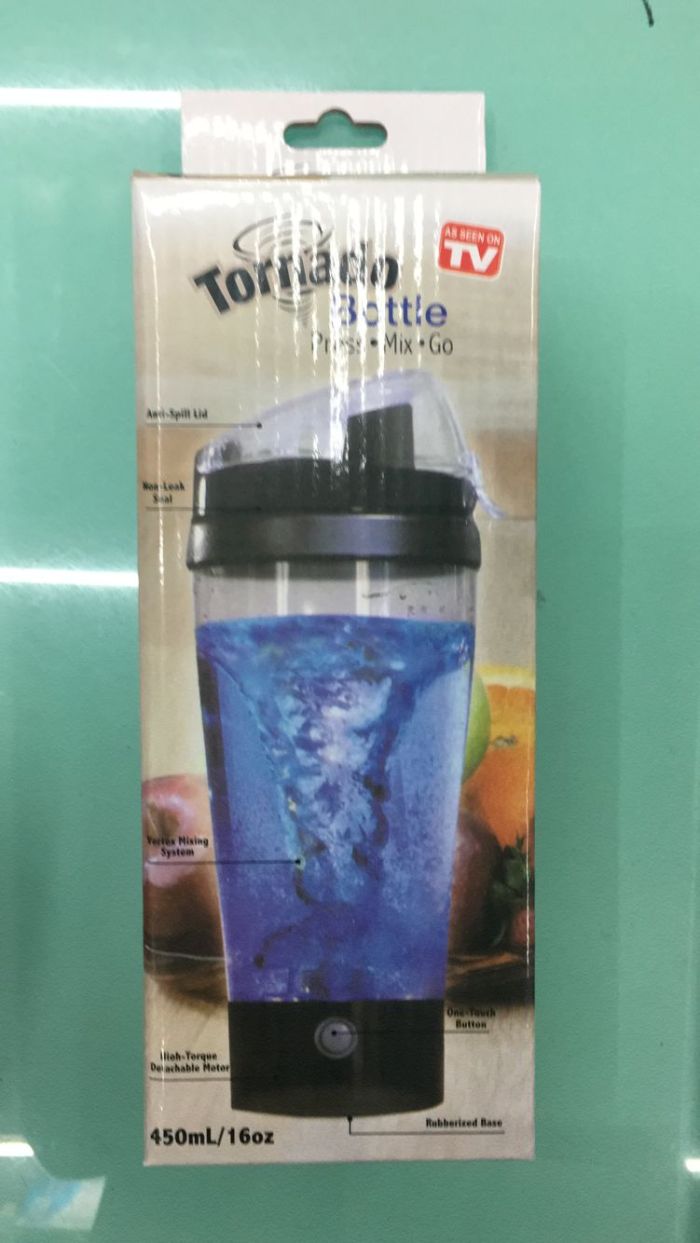 AS SEEN ON
TV
Tornado
Bottle
Press • Mix • Go
Anti-Spill Lid
Non-Leak
Seal
Vortex Mixing
System
One-Touch
Button
High-Torque
Detachable Motor
Rubberized Base
450mL/16oz